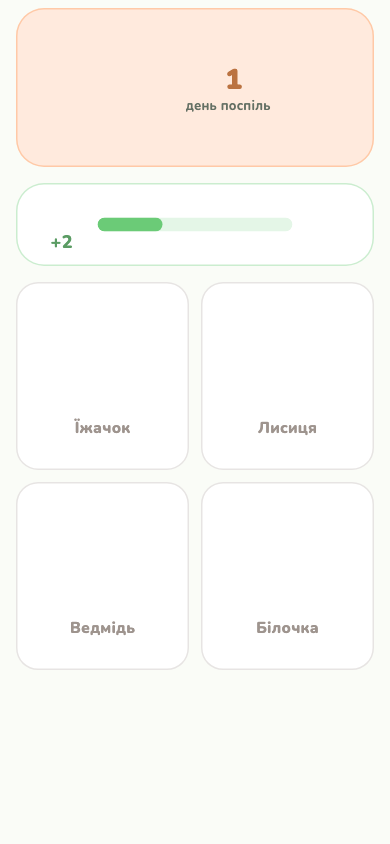 1
день поспіль
+2
Їжачок
Лисиця
Ведмідь
Білочка